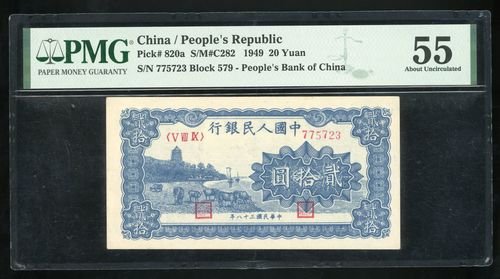 PMG
PAPER MONEY GUARANTY
China / People's Republic
Pick# 820a S/M#C282 1949 20 Yuan
S/N 775723 Block 579 - People's Bank of China
55
About Uncirculated
行銀民人國中
〈V Ⅲ Ⅸ〉 775723
圓拾貳
貳拾
貳拾
貳拾
貳拾
年八十三國民華中